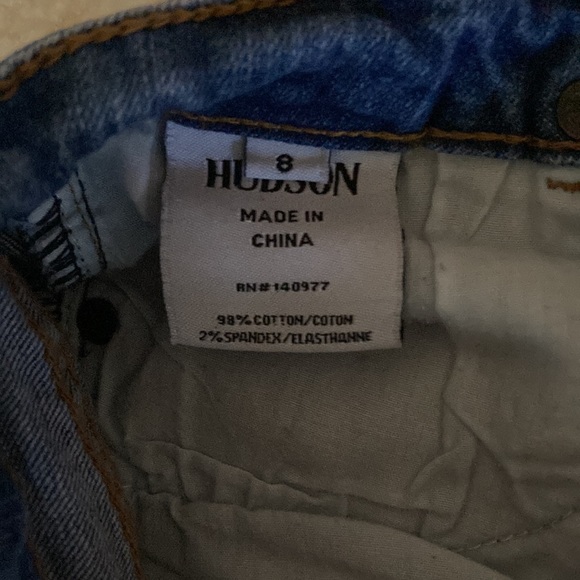 8
HUDSON
MADE IN
CHINA
RN#140977
98% COTTON/COTON
2% SPANDEX/ELASTHANNE